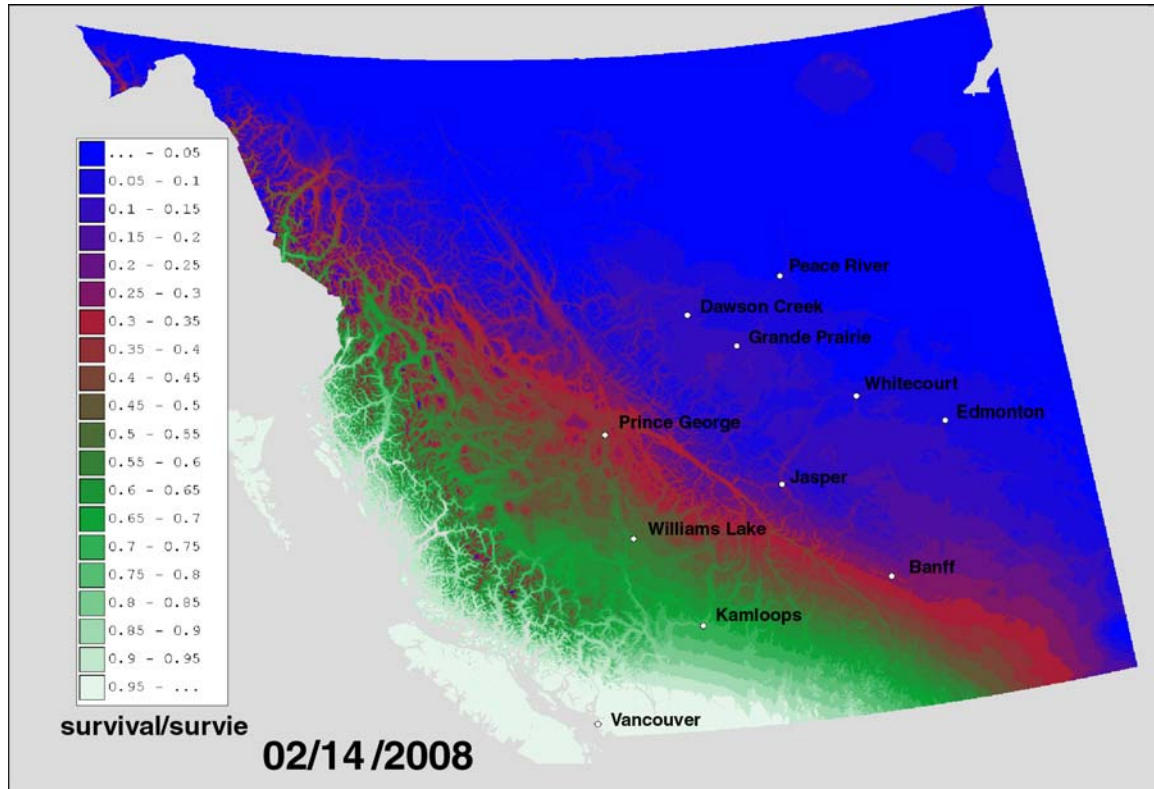 ... - 0.05
0.05 - 0.1
0.1 - 0.15
0.15 - 0.2
0.2 - 0.25
0.25 - 0.3
0.3 - 0.35
0.35 - 0.4
0.4 - 0.45
0.45 - 0.5
0.5 - 0.55
0.55 - 0.6
0.6 - 0.65
0.65 - 0.7
0.7 - 0.75
0.75 - 0.8
0.8 - 0.85
0.85 - 0.9
0.9 - 0.95
0.95 - ...
survival/survie
02/14/2008
Peace River
Dawson Creek
Grande Prairie
Whitecourt
Edmonton
Prince George
Jasper
Williams Lake
Banff
Kamloops
Vancouver